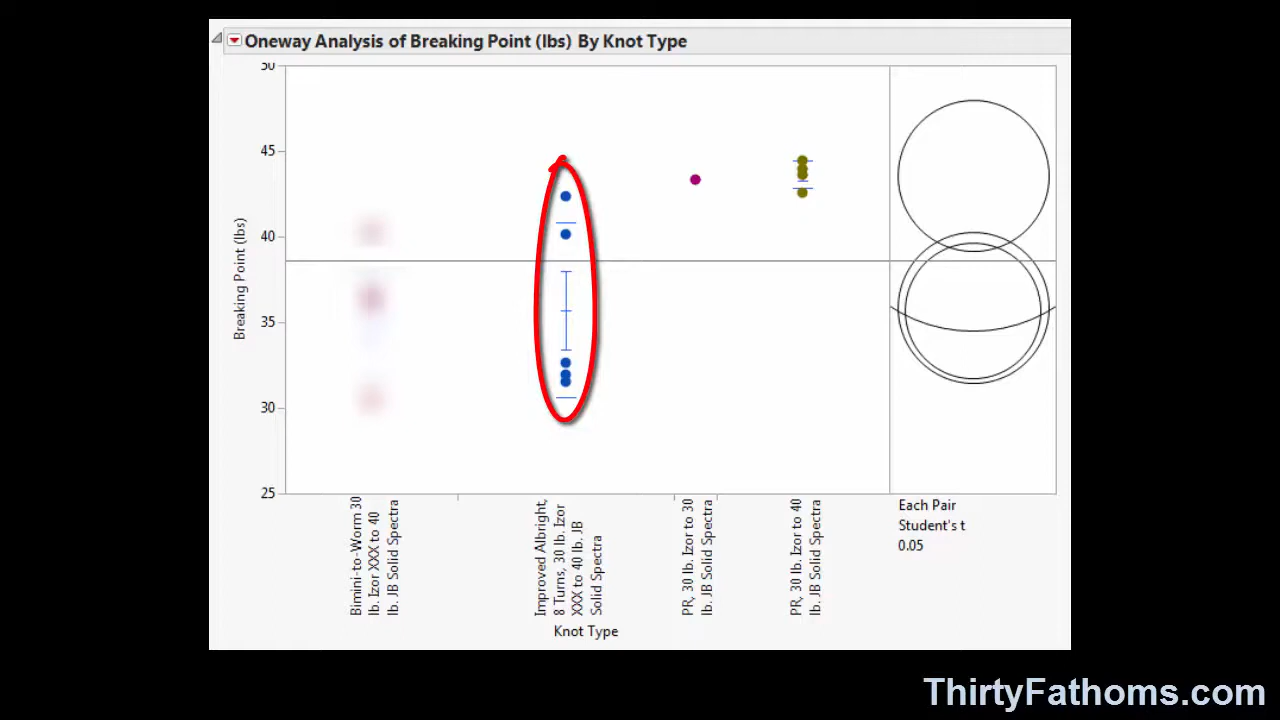 Oneway Analysis of Breaking Point (lbs) By Knot Type
50
45
40
35
30
25
Breaking Point (lbs)
Bimini-to-Worm 30
lb. Izor XXX to 40
lb. JB Solid Spectra
Improved Albright,
8 Turns, 30 lb. Izor
XXX to 40 lb. JB
Solid Spectra
PR, 30 lb. Izor to 30
lb. JB Solid Spectra
PR, 30 lb. Izor to 40
lb. JB Solid Spectra
Each Pair
Student's t
0.05
Knot Type
ThirtyFathoms.com